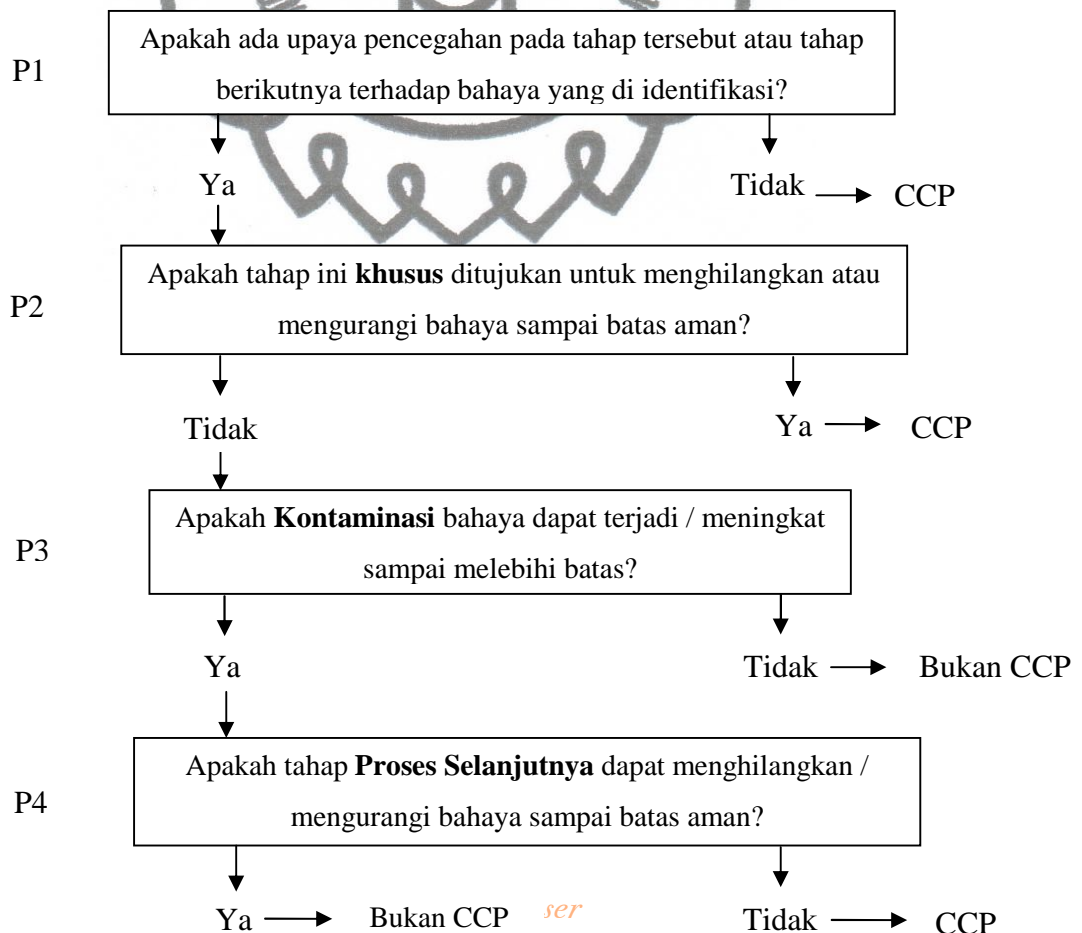 P1
Apakah ada upaya pencegahan pada tahap tersebut atau tahap
berikutnya terhadap bahaya yang di identifikasi?
Ya
Tidak
CCP
P2
Apakah tahap ini khusus ditujukan untuk menghilangkan atau
mengurangi bahaya sampai batas aman?
Tidak
Ya
CCP
P3
Apakah Kontaminasi bahaya dapat terjadi / meningkat
sampai melebihi batas?
Ya
Tidak
Bukan CCP
P4
Apakah tahap Proses Selanjutnya dapat menghilangkan /
mengurangi bahaya sampai batas aman?
Ya
Bukan CCP
ser
Tidak
CCP